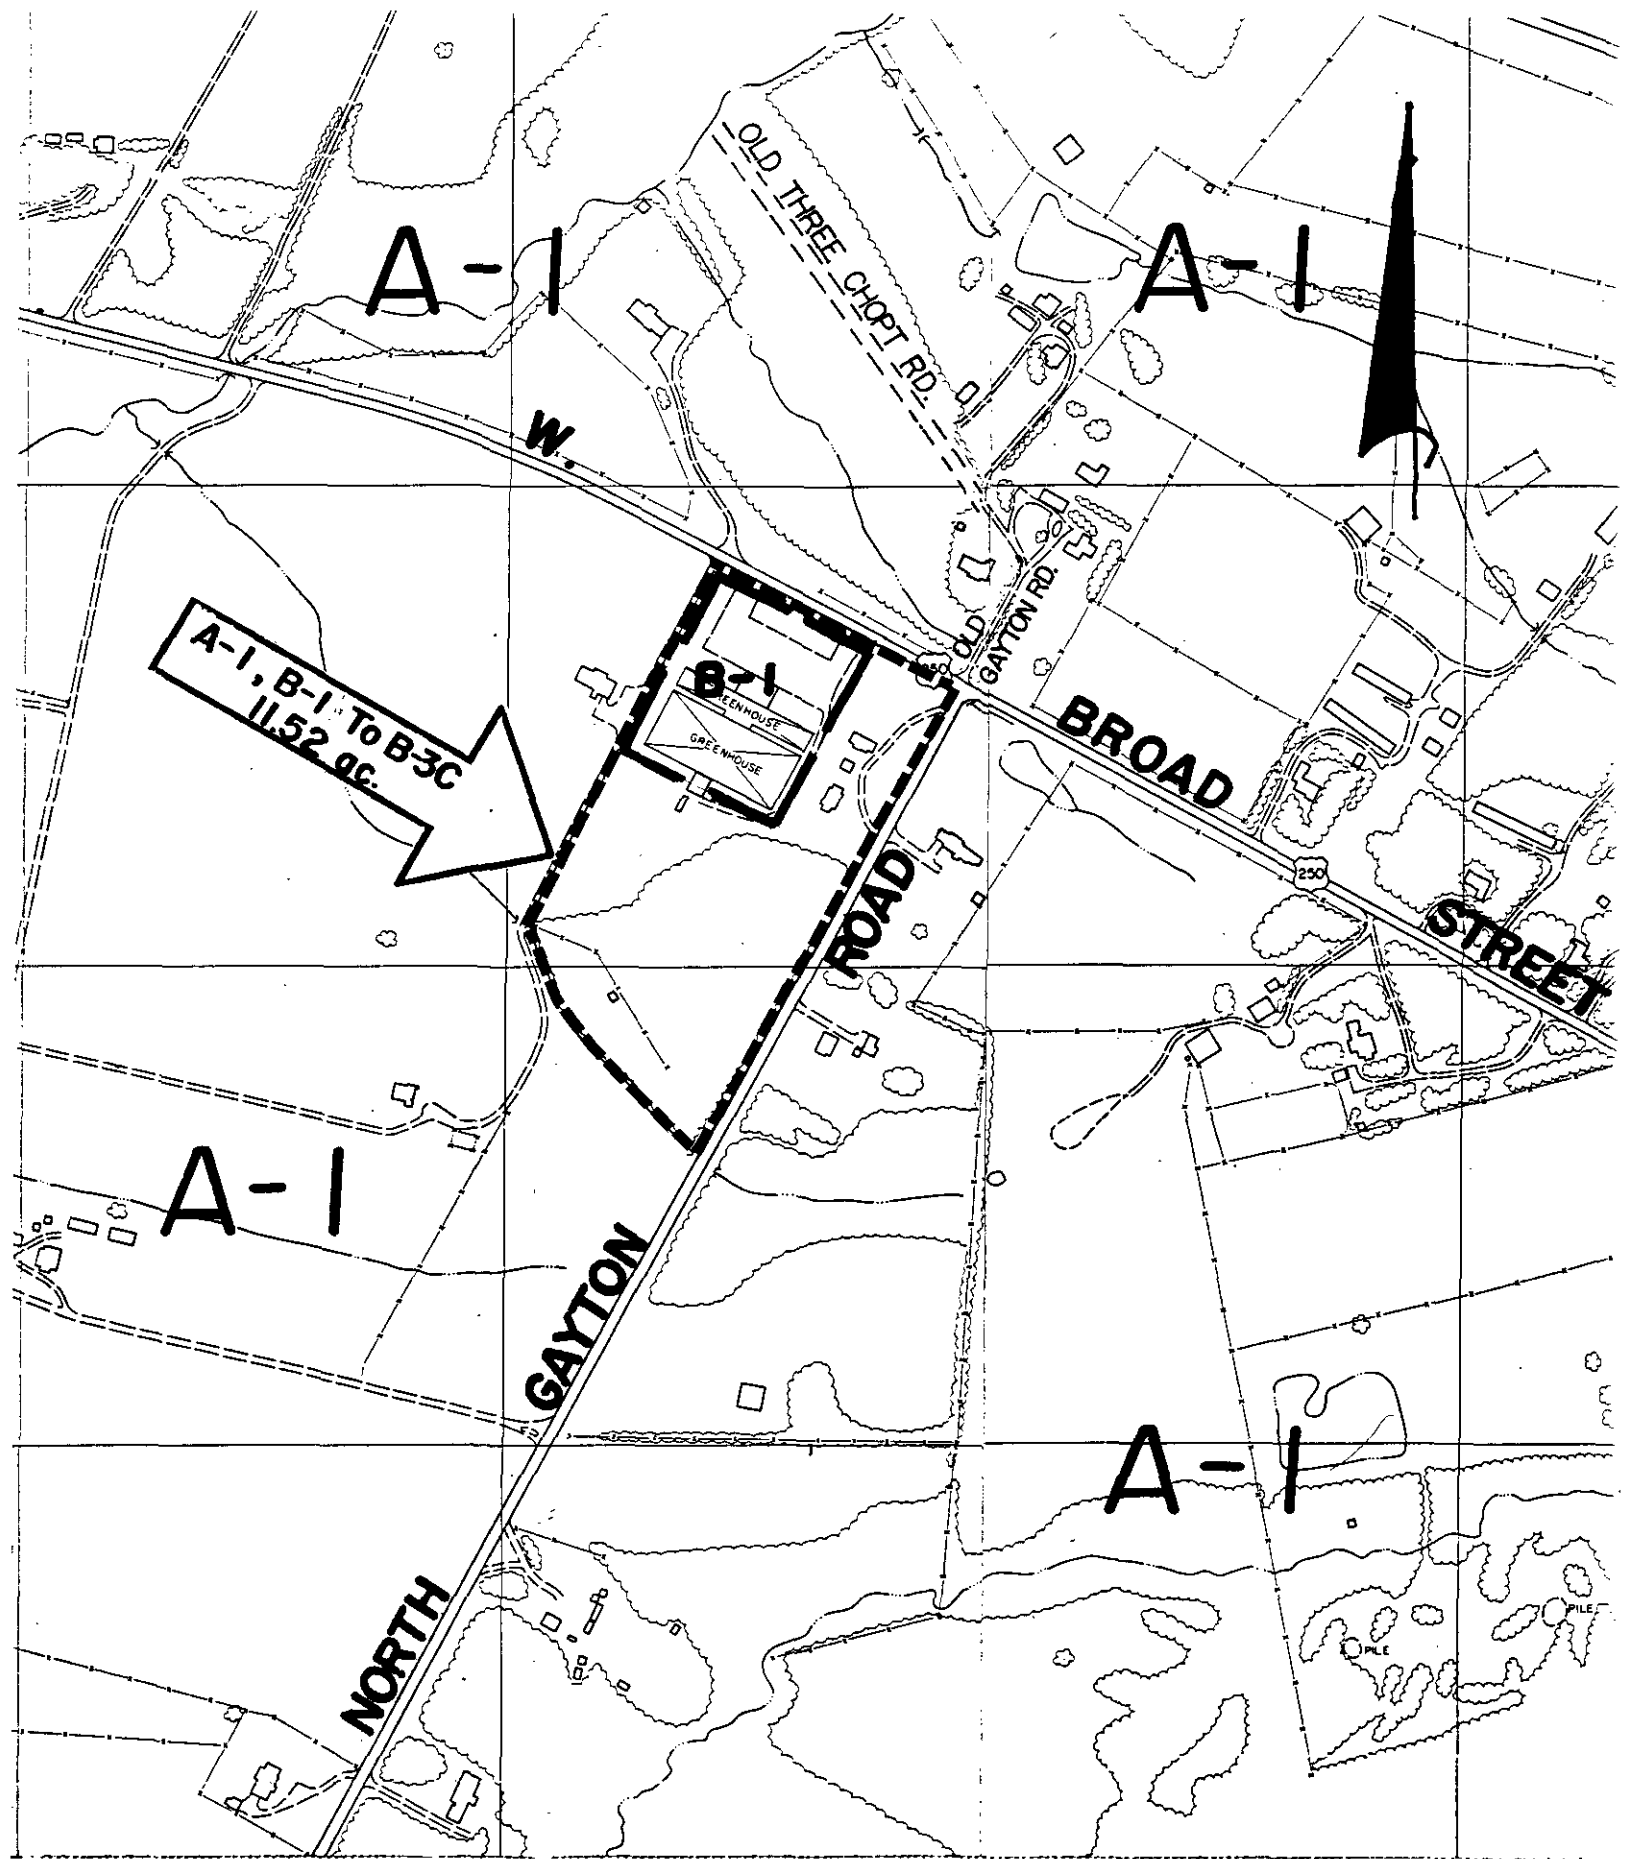 OLD THREE CHOPT RD.
A-1
A-1
W.
OLD
GAYTON RD.
250
B-1
GREENHOUSE
GREENHOUSE
A-1, B-1 To B-3C
11.52 ac.
BROAD
250
STREET
ROAD
A-1
GAYTON
A-1
NORTH
PILE
PILE